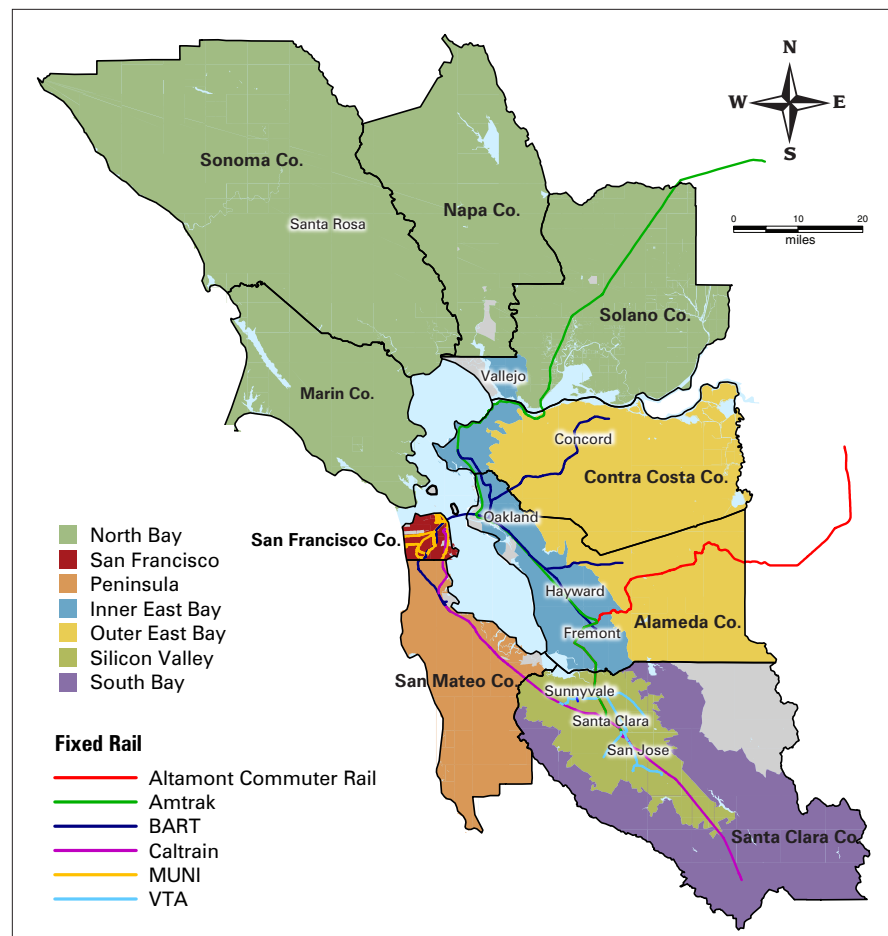 N
W E
S
0 10 20
miles
Sonoma Co.
Napa Co.
Santa Rosa
Solano Co.
Marin Co.
Vallejo
Concord
Contra Costa Co.
Oakland
San Francisco Co.
Hayward
Fremont
Alameda Co.
San Mateo Co.
Sunnyvale
Santa Clara
San Jose
Santa Clara Co.
North Bay
San Francisco
Peninsula
Inner East Bay
Outer East Bay
Silicon Valley
South Bay
Fixed Rail
Altamont Commuter Rail
Amtrak
BART
Caltrain
MUNI
VTA